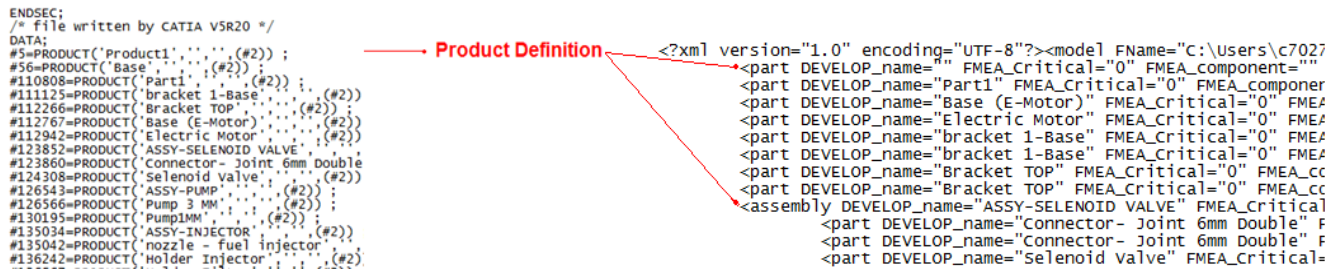 ENDSEC;
/* file written by CATIA V5R20 */
DATA;
#5=PRODUCT('Product1','','',(#2)) ;
#56=PRODUCT('Base','','',(#2)) ;
#110808=PRODUCT('Part1','','',(#2)) ;
#111125=PRODUCT('bracket 1-Base','','',(#2))
#112266=PRODUCT('Bracket TOP','','',(#2)) ;
#112767=PRODUCT('Base (E-Motor)','','',(#2))
#112942=PRODUCT('Electric Motor','','',(#2))
#123852=PRODUCT('ASSY-SELENOID VALVE','','',
#123860=PRODUCT('Connector- Joint 6mm Double
#124308=PRODUCT('Selenoid Valve','','',(#2))
#126543=PRODUCT('ASSY-PUMP','','',(#2)) ;
#126566=PRODUCT('Pump 3 MM','','',(#2)) ;
#130195=PRODUCT('Pump1MM','','',(#2)) ;
#135034=PRODUCT('ASSY-INJECTOR','','',(#2))
#135042=PRODUCT('nozzle - fuel injector','','',
#136242=PRODUCT('Holder Injector','','',(#2)
Product Definition
<?xml version="1.0" encoding="UTF-8"?><model FName="C:\Users\c7027
<part DEVELOP_name="" FMEA_Critical="0" FMEA_component=""
<part DEVELOP_name="Part1" FMEA_Critical="0" FMEA_componer
<part DEVELOP_name="Base (E-Motor)" FMEA_Critical="0" FMEA
<part DEVELOP_name="Electric Motor" FMEA_Critical="0" FMEA
<part DEVELOP_name="bracket 1-Base" FMEA_Critical="0" FMEA
<part DEVELOP_name="bracket 1-Base" FMEA_Critical="0" FMEA
<part DEVELOP_name="Bracket TOP" FMEA_Critical="0" FMEA_co
<part DEVELOP_name="Bracket TOP" FMEA_Critical="0" FMEA_co
<assembly DEVELOP_name="ASSY-SELENOID VALVE" FMEA_Critical
<part DEVELOP_name="Connector- Joint 6mm Double" F
<part DEVELOP_name="Connector- Joint 6mm Double" F
<part DEVELOP_name="Selenoid Valve" FMEA_Critical=